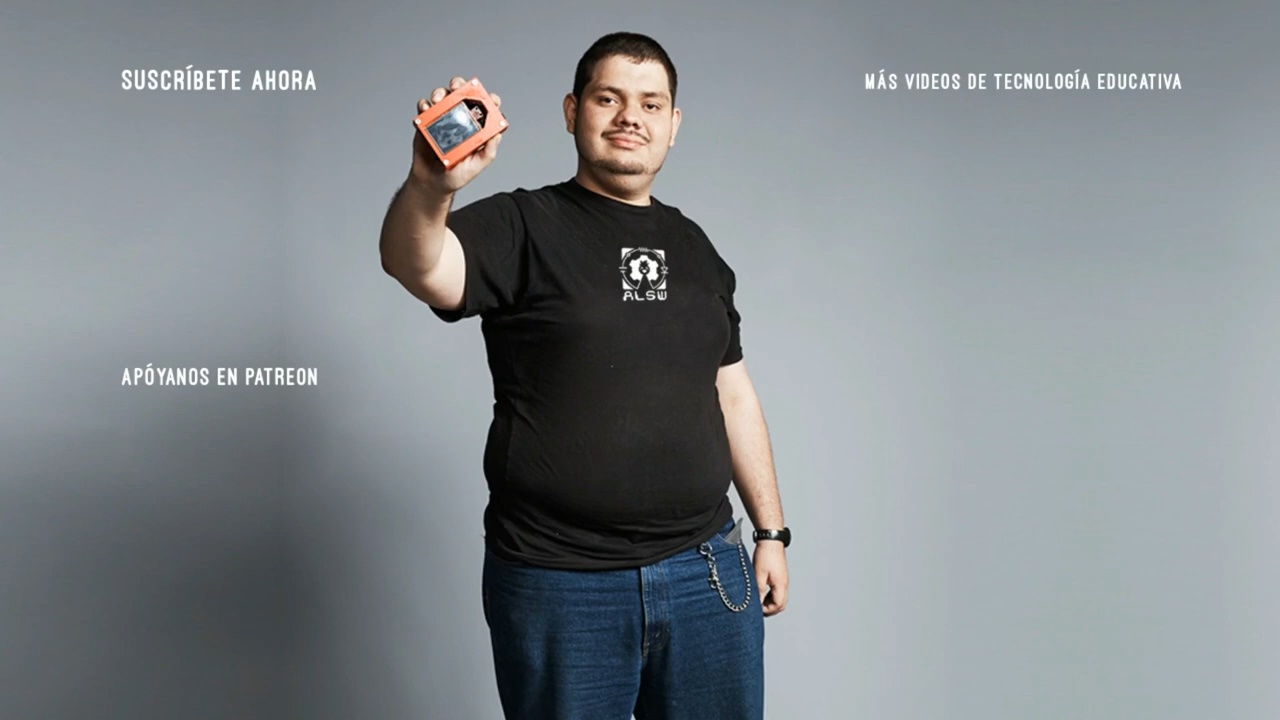 SUSCRÍBETE AHORA
MÁS VIDEOS DE TECNOLOGÍA EDUCATIVA
ALSW
APÓYANOS EN PATREON